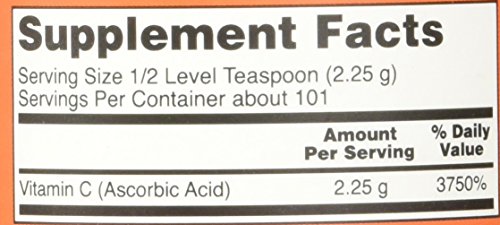 Supplement Facts
Serving Size 1/2 Level Teaspoon (2.25 g)
Servings Per Container about 101
Amount Per Serving % Daily Value
Vitamin C (Ascorbic Acid) 2.25 g 3750%